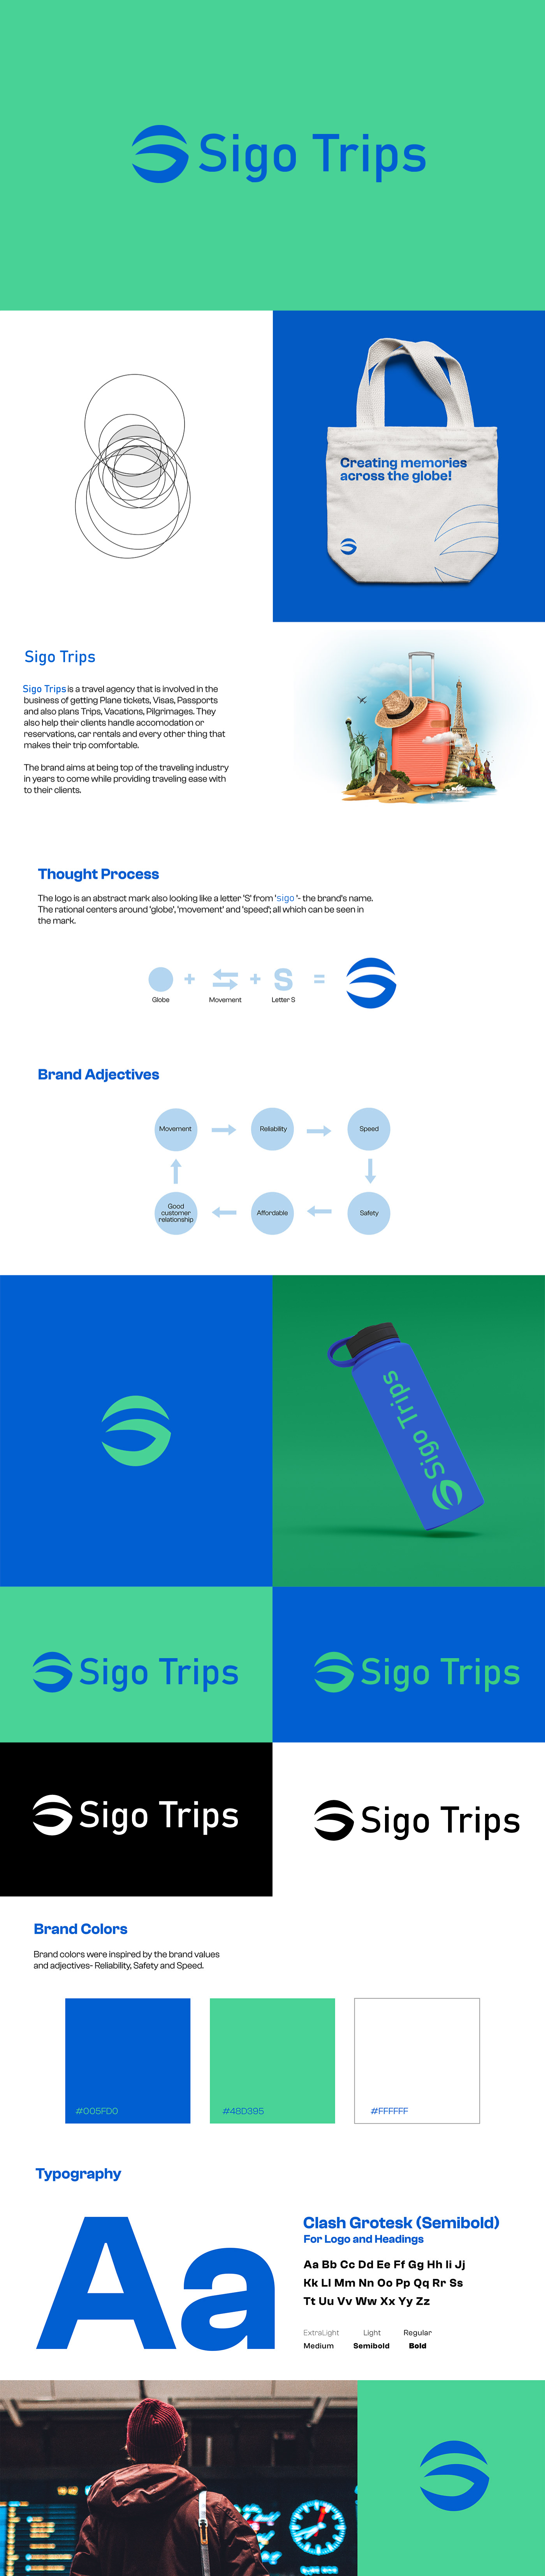 Sigo Trips
Creating memories
across the globe!
Sigo Trips
Sigo Trips is a travel agency that is involved in the
business of getting Plane tickets, Visas, Passports
and also plans Trips, Vacations, Pilgrimages. They
also help their clients handle accomodation or
reservations, car rentals and every other thing that
makes their trip comfortable.
The brand aims at being top of the traveling industry
in years to come while providing traveling ease with
to their clients.
Thought Process
The logo is an abstract mark also looking like a letter 'S' from 'sigo '- the brand's name.
The rational centers around 'globe', 'movement' and 'speed'; all which can be seen in
the mark.
+ + S =
Globe Movement Letter S
Brand Adjectives
Movement Reliability Speed
Good
customer
relationship
Affordable
Safety
Sigo Trips
Sigo Trips
Sigo Trips
Sigo Trips
Sigo Trips
Brand Colors
Brand colors were inspired by the brand values
and adjectives- Reliability, Safety and Speed.
#005FD0 #48D395 #FFFFFF
Typography
Aa
Clash Grotesk (Semibold)
For Logo and Headings
Aa Bb Cc Dd Ee Ff Gg Hh Ii Jj
Kk Ll Mm Nn Oo Pp Qq Rr Ss
Tt Uu Vv Ww Xx Yy Zz
ExtraLight Light Regular
Medium Semibold Bold